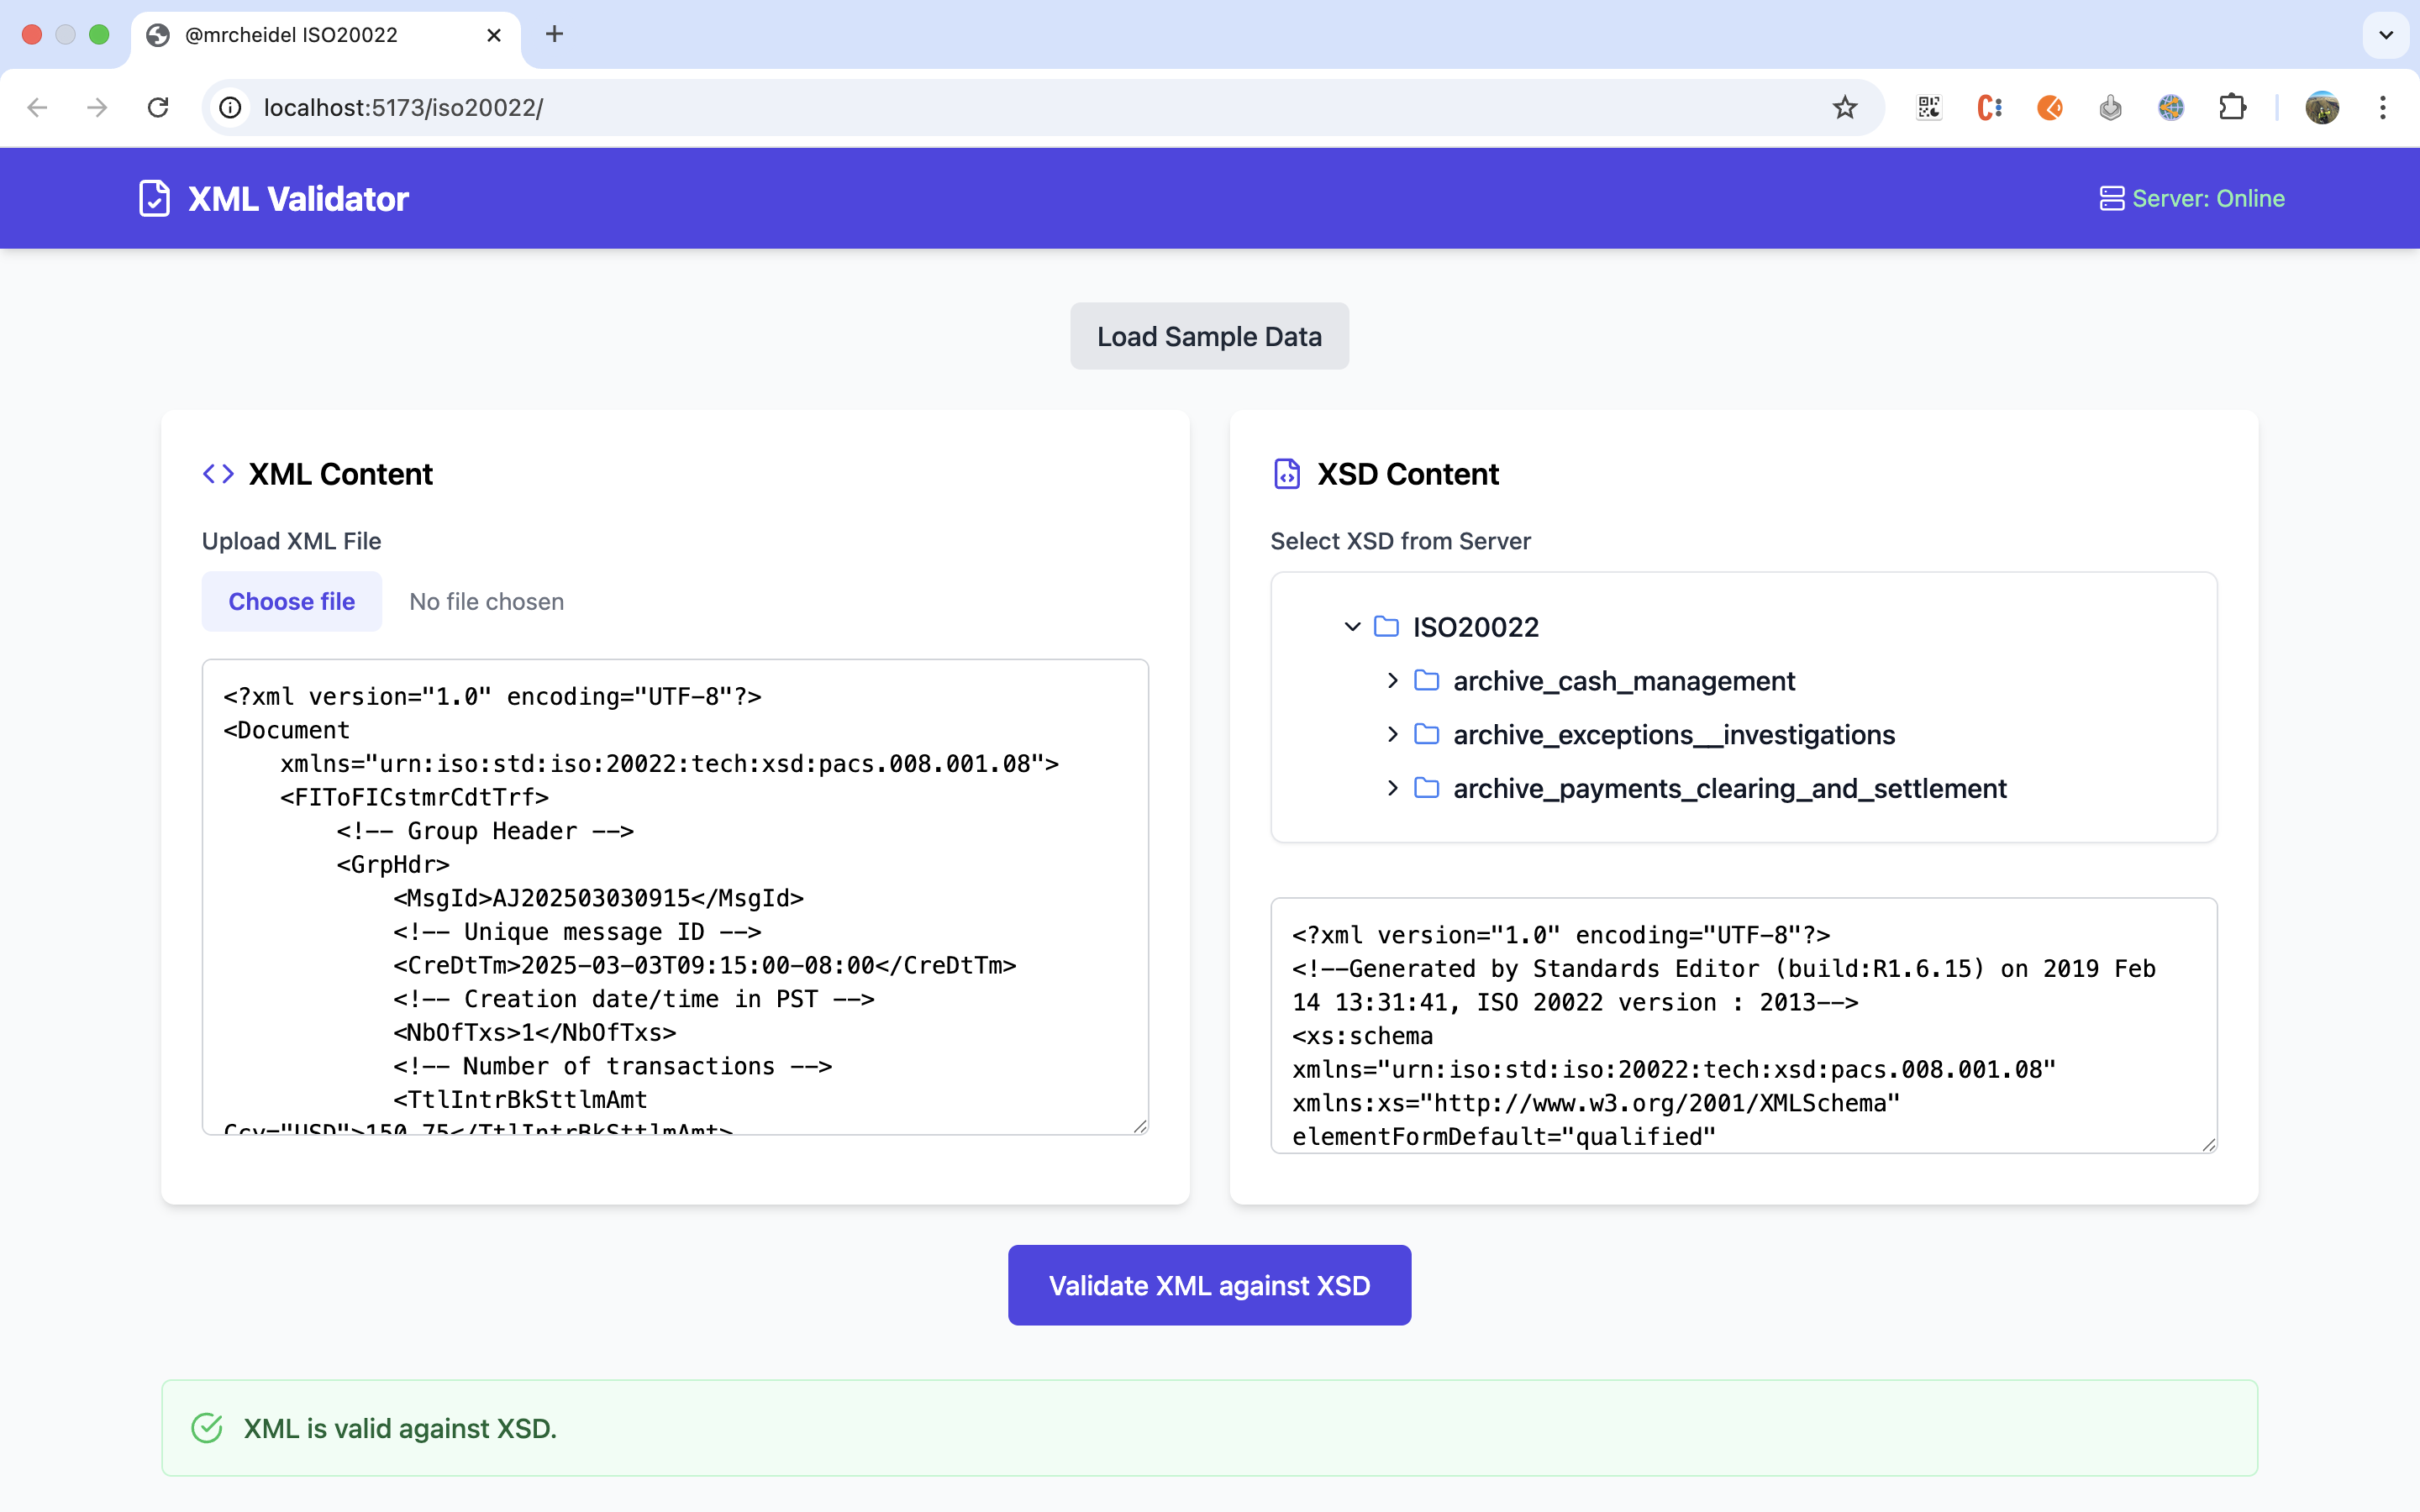 @mrcheidel ISO20022
localhost:5173/iso20022/
XML Validator
Server: Online
Load Sample Data
XML Content
Upload XML File
Choose file No file chosen
<?xml version="1.0" encoding="UTF-8"?>
<Document
xmlns="urn:iso:std:iso:20022:tech:xsd:pacs.008.001.08">
<FIToFICstmrCdtTrf>
<!-- Group Header -->
<GrpHdr>
<MsgId>AJ202503030915</MsgId>
<!-- Unique message ID -->
<CreDtTm>2025-03-03T09:15:00-08:00</CreDtTm>
<!-- Creation date/time in PST -->
<NbOfTxs>1</NbOfTxs>
<!-- Number of transactions -->
<TtlIntrBkSttlmAmt
Ccy="USD">150.75</TtlIntrBkSttlmAmt>
XSD Content
Select XSD from Server
ISO20022
archive_cash_management
archive_exceptions__investigations
archive_payments_clearing_and_settlement
<?xml version="1.0" encoding="UTF-8"?>
<!--Generated by Standards Editor (build:R1.6.15) on 2019 Feb
14 13:31:41, ISO 20022 version : 2013-->
<xs:schema
xmlns="urn:iso:std:iso:20022:tech:xsd:pacs.008.001.08"
xmlns:xs="http://www.w3.org/2001/XMLSchema"
elementFormDefault="qualified"
Validate XML against XSD
XML is valid against XSD.